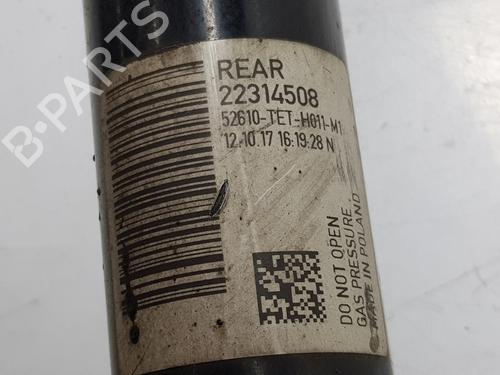 REAR
22314508
52610-TET-H011-M1
12.10.17 16:19:28 N
DO NOT OPEN
GAS PRESSURE.
MADE IN POLAND
B-PARTS